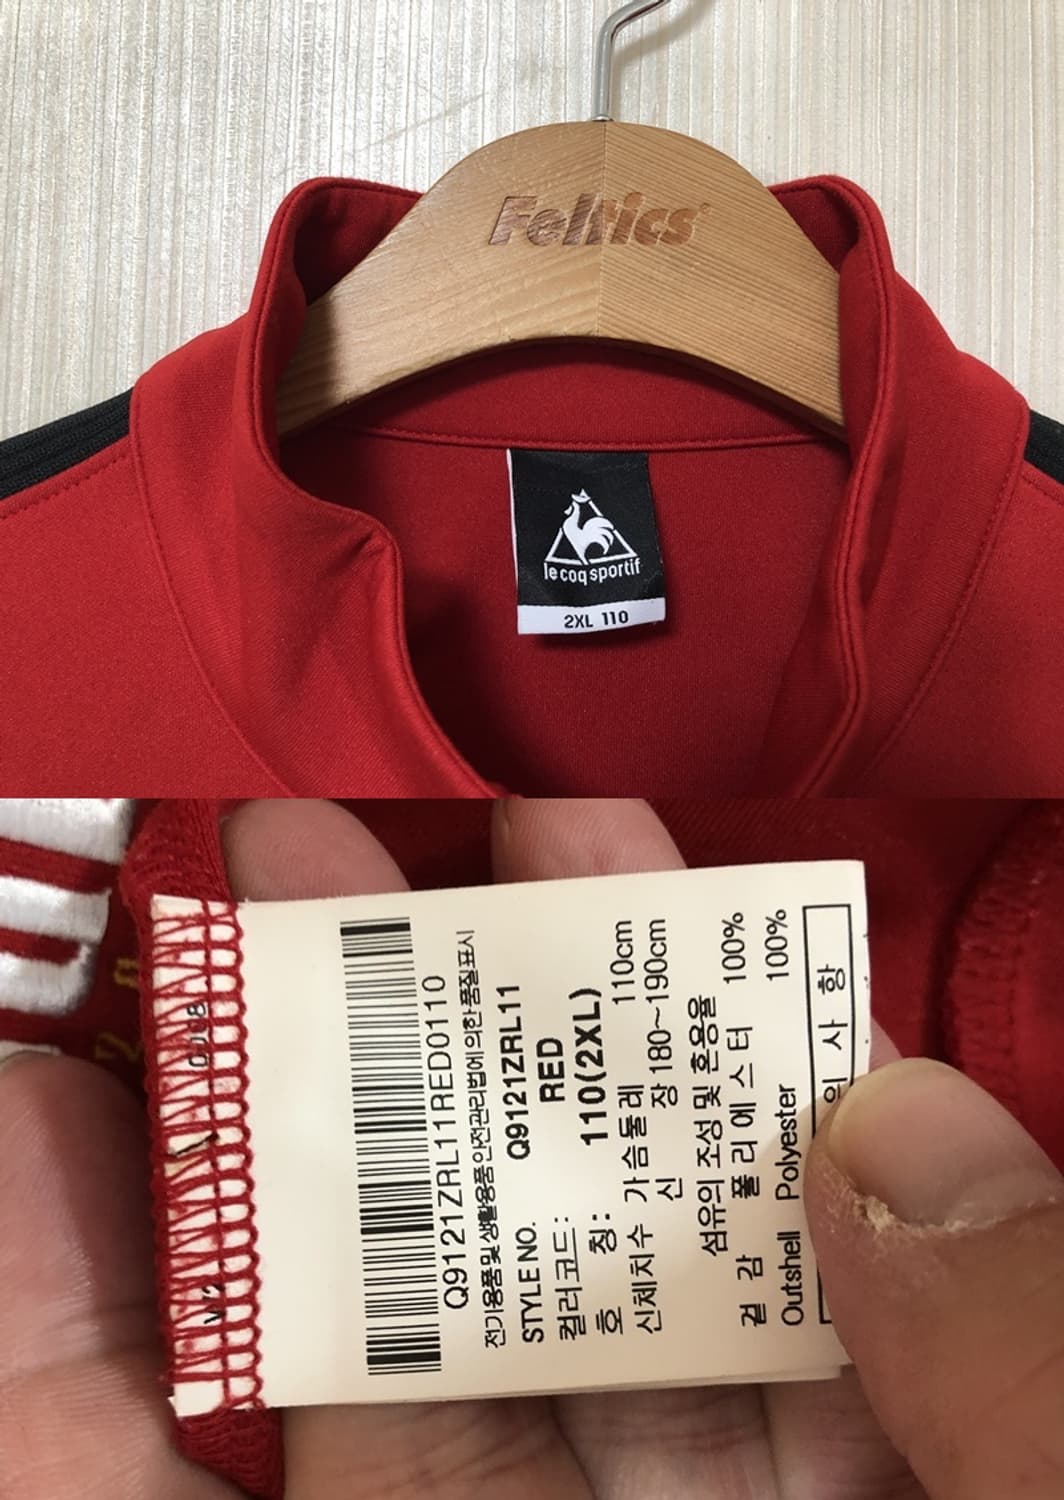 Feltics
le coq sportif
2XL 110
Q9121ZRL11RED0110
전기용품 및 생활용품 안전관리법에 의한 품질표시
STYLE NO. Q9121ZRL11
컬러코드 : RED
호 칭 : 110(2XL)
신체치수 가슴둘레 110cm
신 장 180~190cm
섬유의 조성 및 혼용율
겉 감 폴리에스터 100%
Outshell Polyester 100%
의 사 항